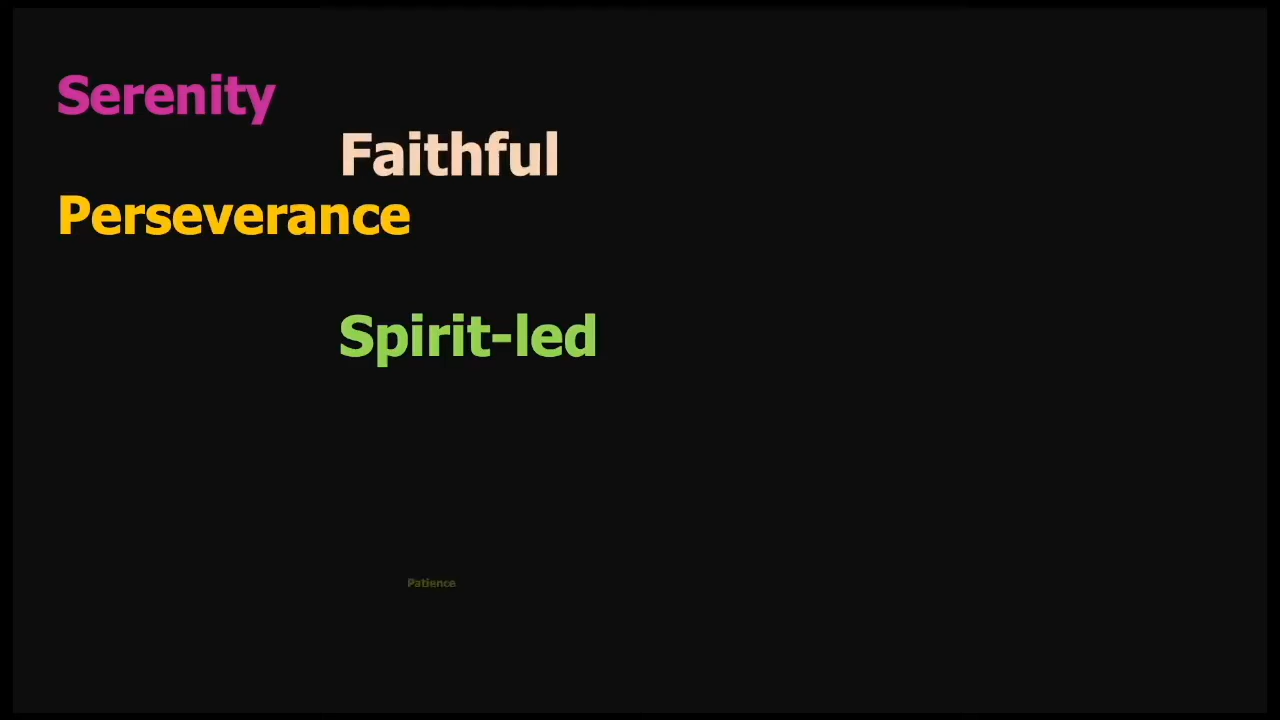 Serenity
Faithful
Perseverance
Spirit-led
Patience